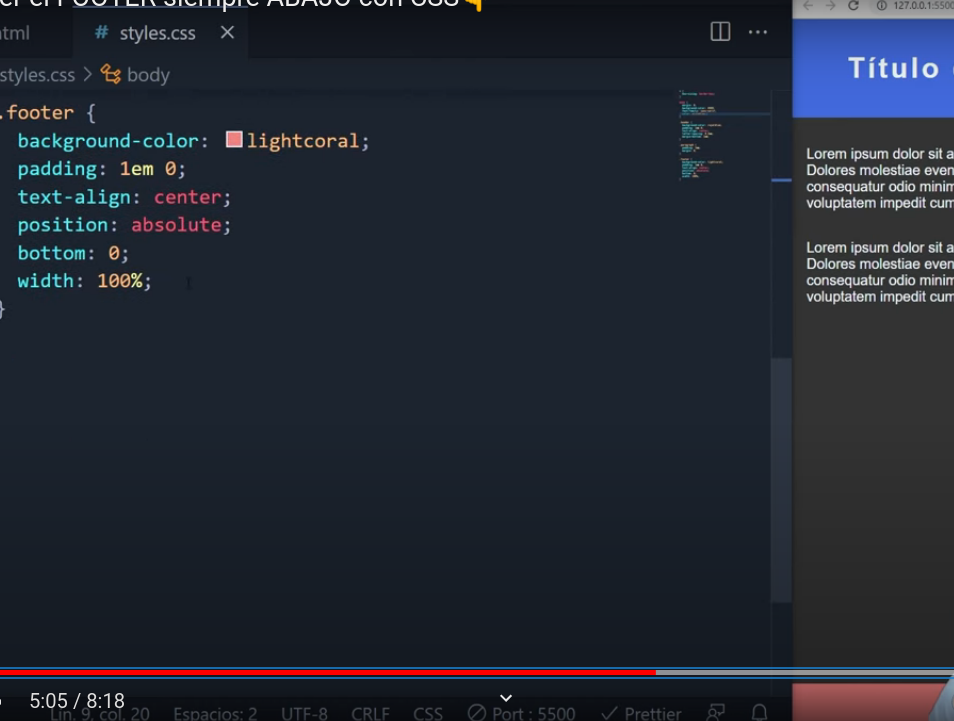 er el FOOTER siempre ABAJO con CSS👇
tml
# styles.css ×
127.0.0.1:5500
styles.css > body
Título
.footer {
background-color: lightcoral;
padding: 1em 0;
text-align: center;
position: absolute;
bottom: 0;
width: 100%;
}
Lorem ipsum dolor sit a
Dolores molestiae even
consequatur odio minim
voluptatem impedit cum
Lorem ipsum dolor sit a
Dolores molestiae even
consequatur odio minim
voluptatem impedit cum
5:05 / 8:18
Lín. 9, col. 20 Espacios: 2 UTF-8 CRLF CSS Port : 5500 Prettier